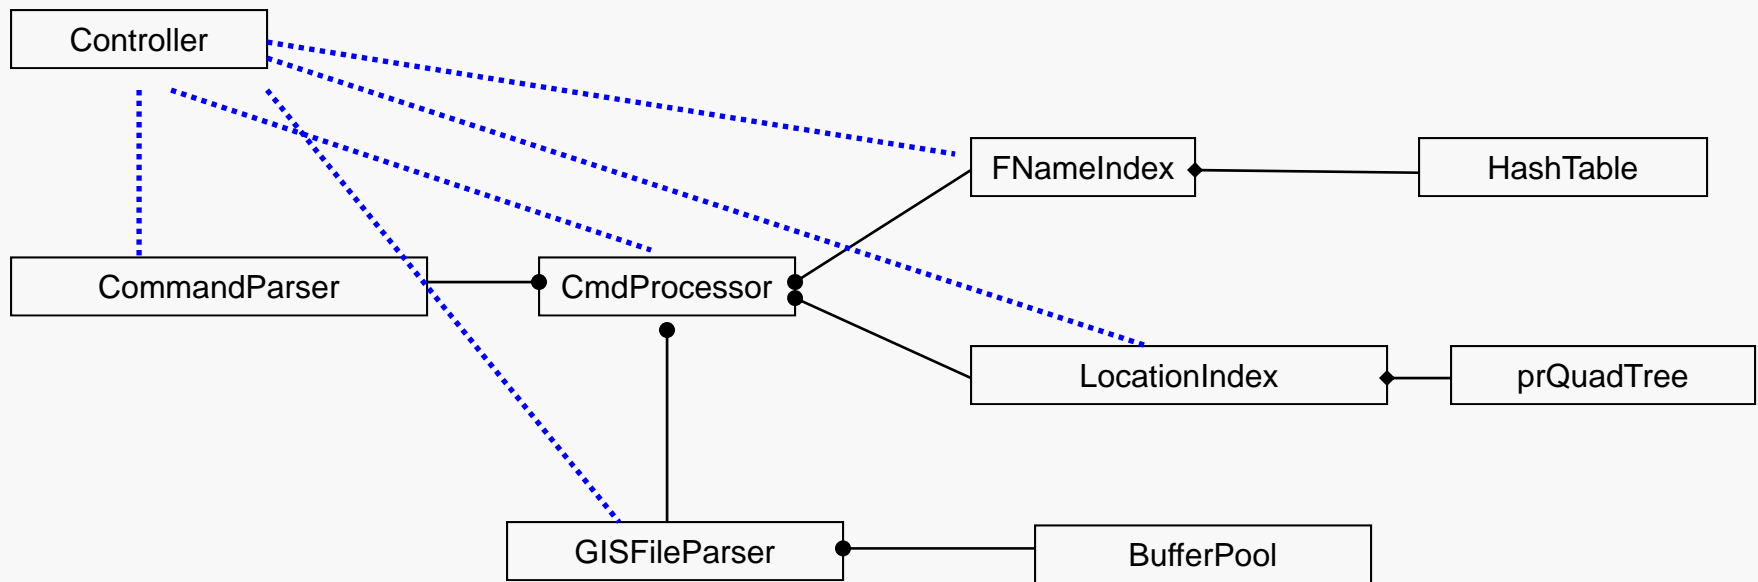 Controller
FNameIndex
HashTable
CommandParser
CmdProcessor
LocationIndex
prQuadTree
GISFileParser
BufferPool